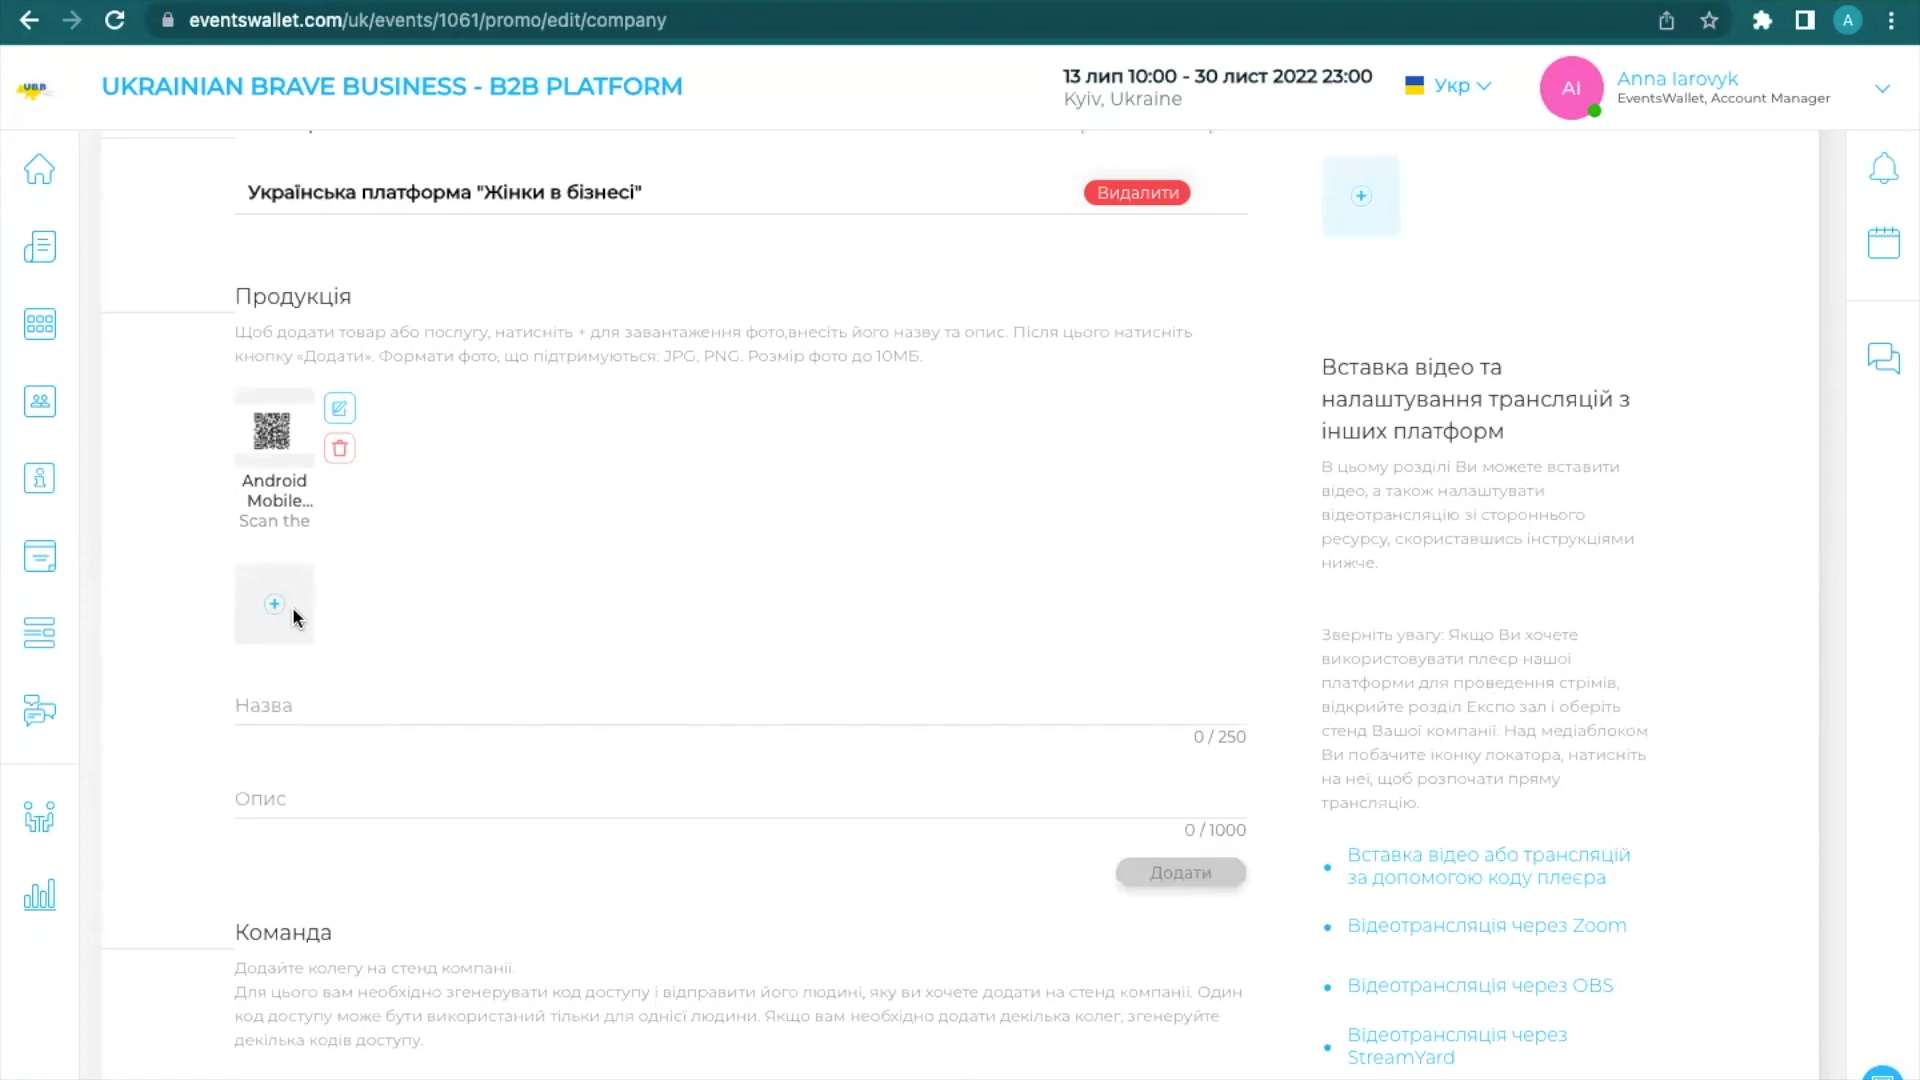 eventswallet.com/uk/events/1061/promo/edit/company
A
UBB
UKRAINIAN BRAVE BUSINESS - B2B PLATFORM
13 лип 10:00 - 30 лист 2022 23:00
Kyiv, Ukraine
Укр
AI
Anna Iarovyk
EventsWallet, Account Manager
Українська платформа "Жінки в бізнесі"
Видалити
Продукція
Щоб додати товар або послугу, натисніть + для завантаження фото,внесіть його назву та опис. Після цього натисніть
кнопку «Додати». Формати фото, що підтримуються: JPG, PNG. Розмір фото до 10МБ.
Android
Mobile...
Scan the
Назва
0 / 250
Опис
0 / 1000
Додати
Команда
Додайте колегу на стенд компанії.
Для цього вам необхідно згенерувати код доступу і відправити його людині, яку ви хочете додати на стенд компанії. Один
код доступу може бути використаний тільки для однієї людини. Якщо вам необхідно додати декілька колег, згенеруйте
декілька кодів доступу.
Вставка відео та
налаштування трансляцій з
інших платформ
В цьому розділі Ви можете вставити
відео, а також налаштувати
відеотрансляцію зі стороннього
ресурсу, скориставшись інструкціями
нижче.
Зверніть увагу: Якщо Ви хочете
використовувати плеєр нашої
платформи для проведення стрімів,
відкрийте розділ Експо зал і оберіть
стенд Вашої компанії. Над медіаблоком
Ви побачите іконку локатора, натисніть
на неї, щоб розпочати пряму
трансляцію.
Вставка відео або трансляцій
за допомогою коду плеєра
Відеотрансляція через Zoom
Відеотрансляція через OBS
Відеотрансляція через
StreamYard